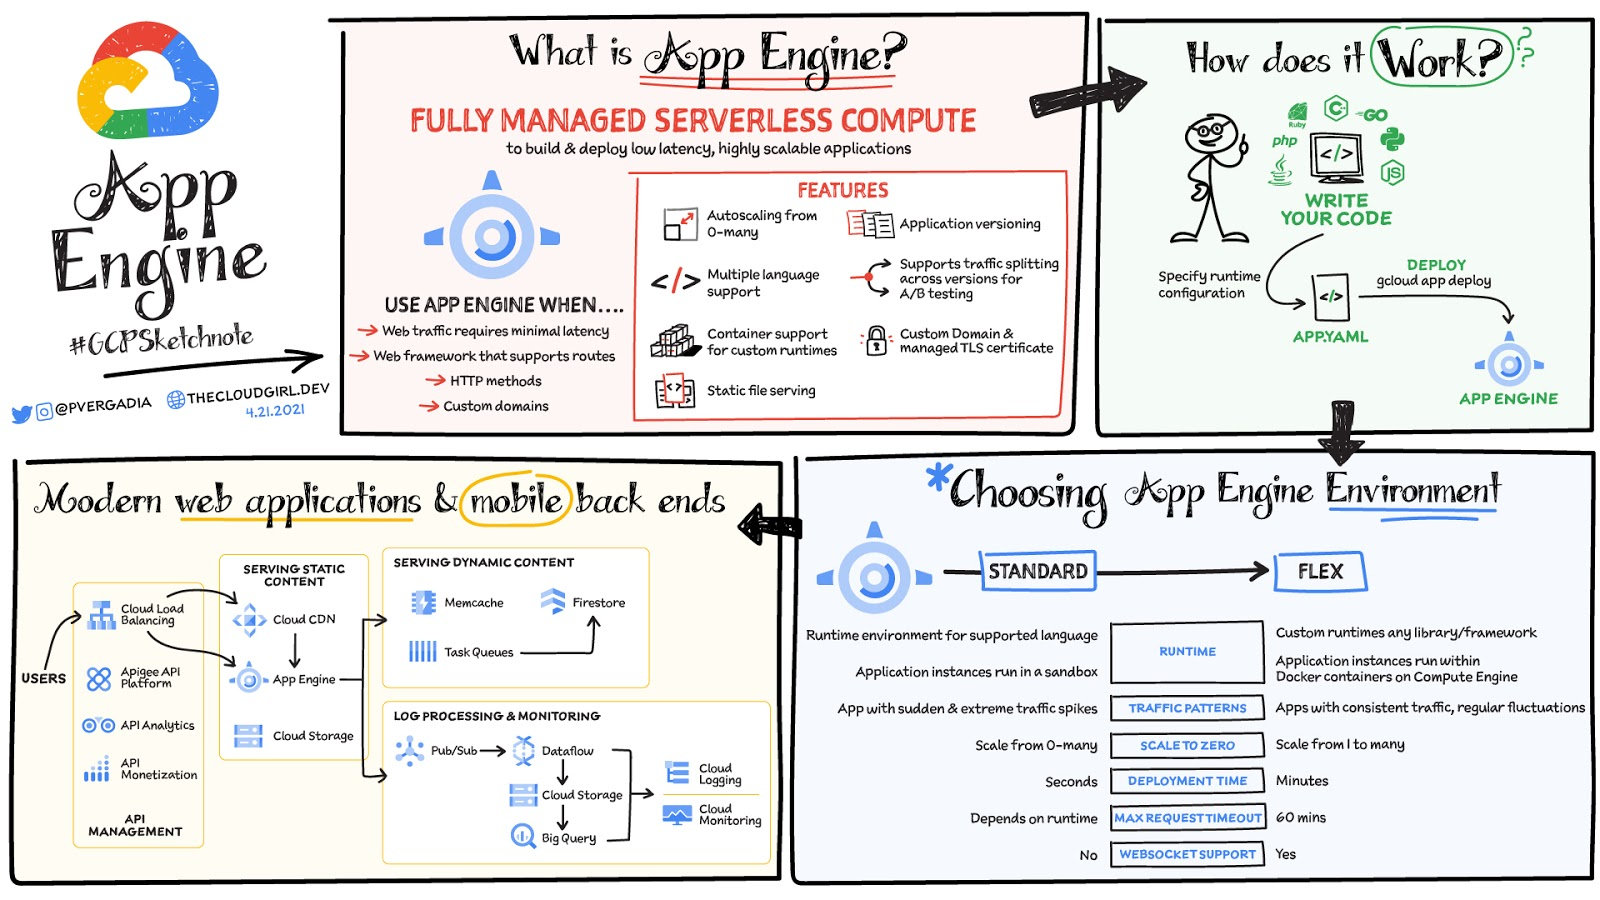 App
Engine
#GCPSketchnote
@PVERGADIA
THECLOUDGIRL.DEV
4.21.2021
What is App Engine?
FULLY MANAGED SERVERLESS COMPUTE
to build & deploy low latency, highly scalable applications
USE APP ENGINE WHEN....
Web traffic requires minimal latency
Web framework that supports routes
HTTP methods
Custom domains
FEATURES
Autoscaling from
0-many
Multiple language
support
Container support
for custom runtimes
Static file serving
Application versioning
Supports traffic splitting
across versions for
A/B testing
Custom Domain &
managed TLS certificate
How does it Work???
Ruby
C++
GO
php
</>
JS
WRITE
YOUR CODE
Specify runtime
configuration
</>
APP.YAML
DEPLOY
gcloud app deploy
APP ENGINE
*Choosing App Engine Environment
STANDARD
FLEX
Runtime environment for supported language
Application instances run in a sandbox
RUNTIME
Custom runtimes any library/framework
Application instances run within
Docker containers on Compute Engine
App with sudden & extreme traffic spikes
TRAFFIC PATTERNS
Apps with consistent traffic, regular fluctuations
Scale from 0-many
SCALE TO ZERO
Scale from 1 to many
Seconds
DEPLOYMENT TIME
Minutes
Depends on runtime
MAX REQUEST TIMEOUT
60 mins
No
WEBSOCKET SUPPORT
Yes
Modern web applications & mobile back ends
USERS
Cloud Load
Balancing
Apigee API
Platform
API Analytics
API
Monetization
API
MANAGEMENT
SERVING STATIC
CONTENT
Cloud CDN
App Engine
Cloud Storage
SERVING DYNAMIC CONTENT
Memcache
Firestore
Task Queues
LOG PROCESSING & MONITORING
Pub/Sub
Dataflow
Cloud Storage
Big Query
Cloud
Logging
Cloud
Monitoring